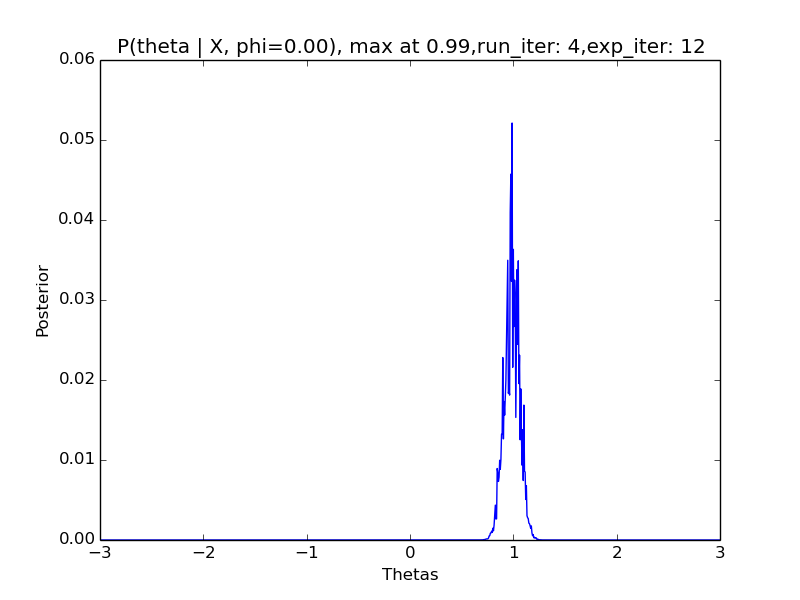 P(theta | X, phi=0.00), max at 0.99,run_iter: 4,exp_iter: 12
0.06
0.05
0.04
0.03
0.02
0.01
0.00
Posterior
−3 −2 −1 0 1 2 3
Thetas